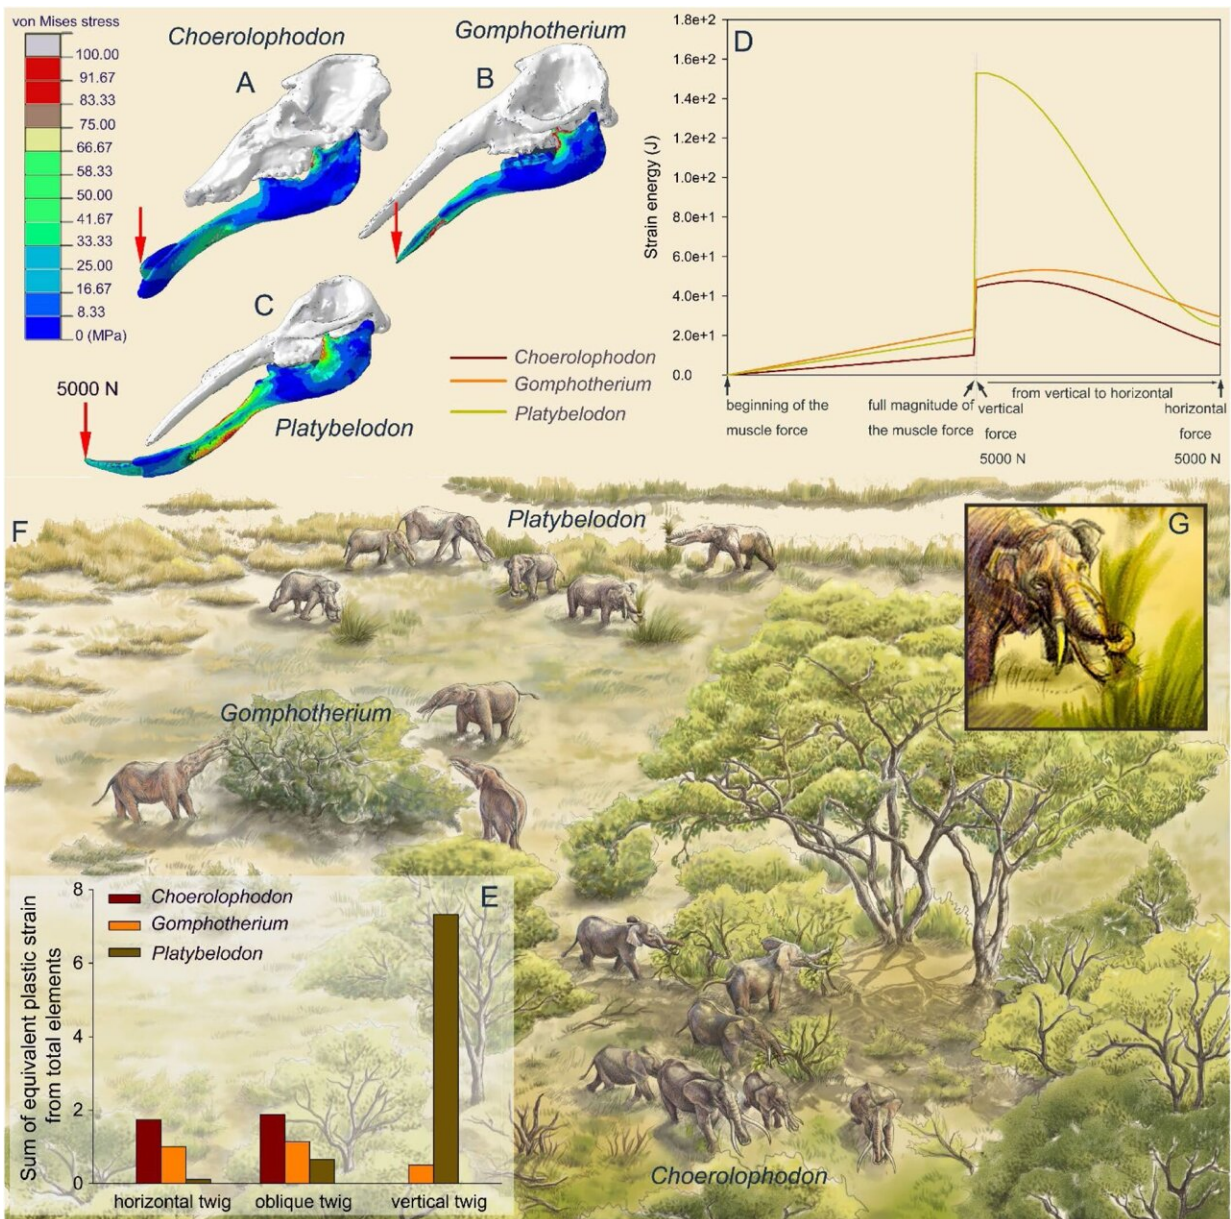 von Mises stress
100.00
91.67
83.33
75.00
66.67
58.33
50.00
41.67
33.33
25.00
16.67
8.33
0 (MPa)
Choerolophodon
A
Gomphotherium
B
C
5000 N
Platybelodon
Choerolophodon
Gomphotherium
Platybelodon
D
Strain energy (J)
1.8e+2
1.6e+2
1.4e+2
1.2e+2
1.0e+2
8.0e+1
6.0e+1
4.0e+1
2.0e+1
0.0
beginning of the
muscle force
full magnitude of
the muscle force
from vertical to horizontal
vertical
force
5000 N
horizontal
force
5000 N
F
Platybelodon
G
Gomphotherium
Choerolophodon
E
Choerolophodon
Gomphotherium
Platybelodon
Sum of equivalent plastic strain
from total elements
8
6
4
2
0
horizontal twig
oblique twig
vertical twig